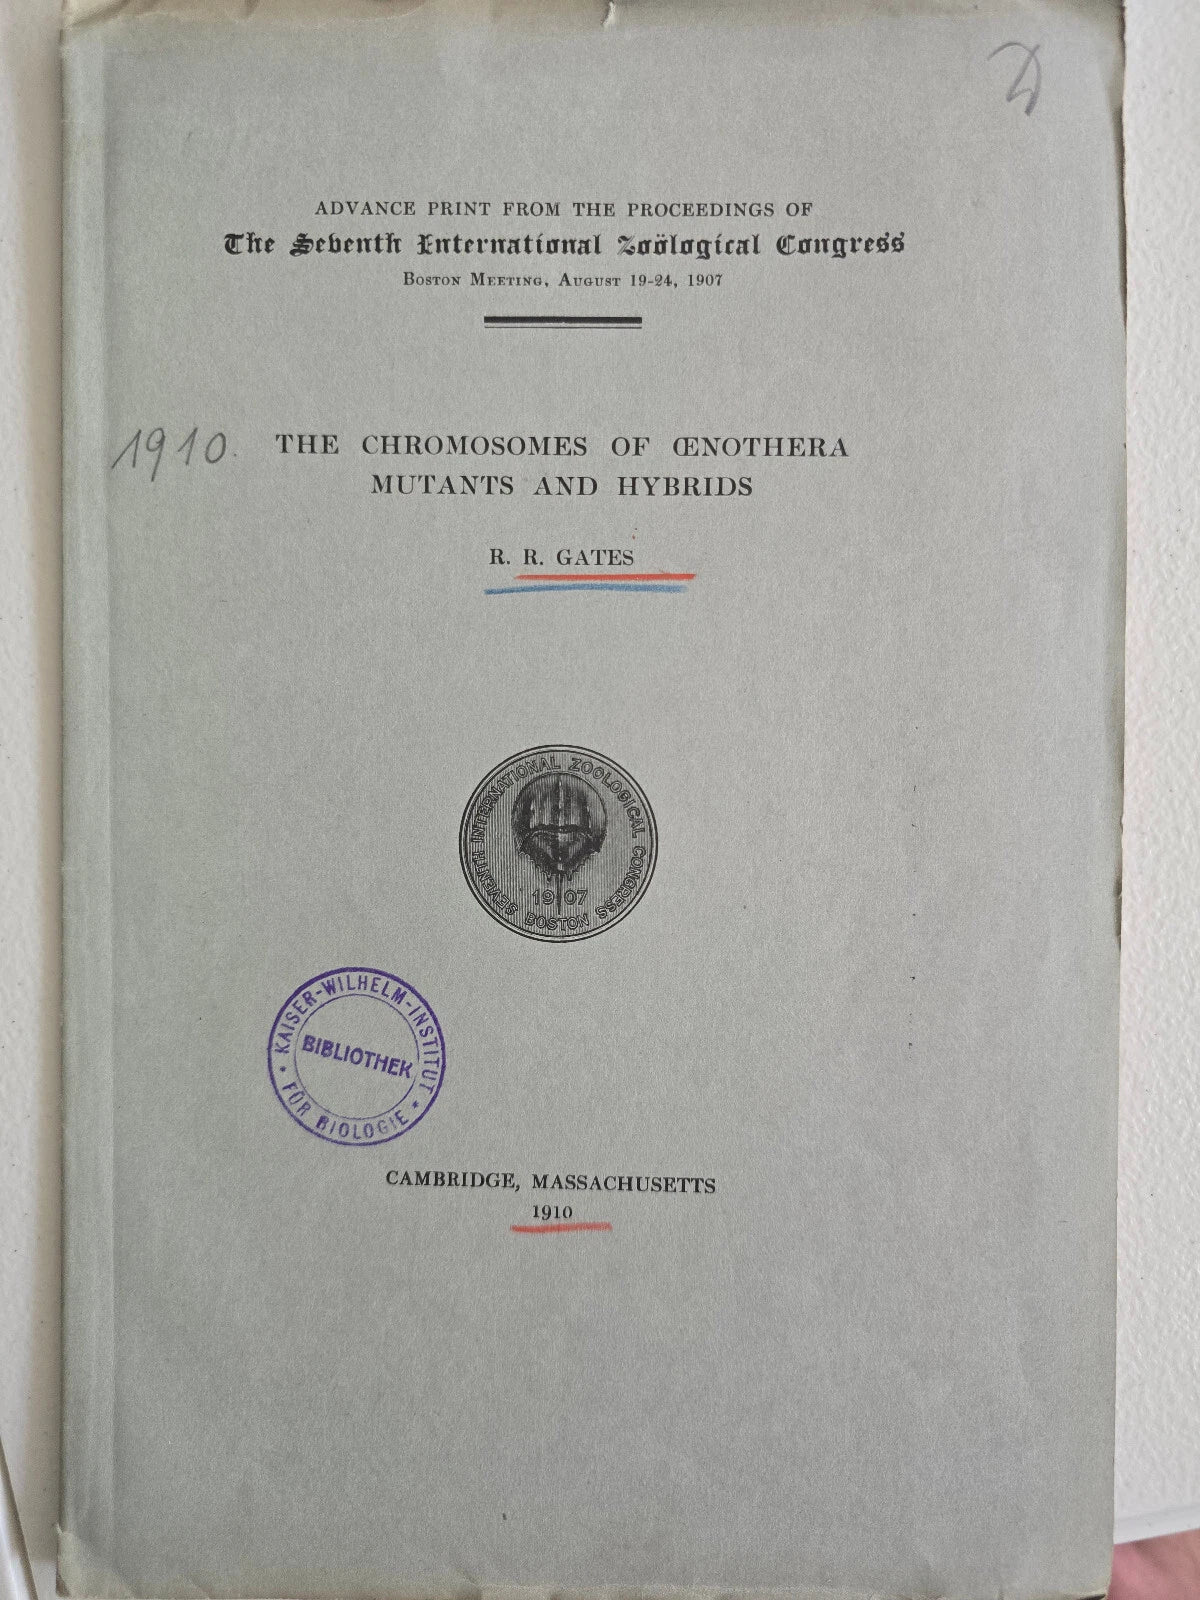 ADVANCE PRINT FROM THE PROCEEDINGS OF
The Seventh International Zoölogical Congress
BOSTON MEETING, AUGUST 19-24, 1907
1910.
THE CHROMOSOMES OF ŒNOTHERA
MUTANTS AND HYBRIDS
R. R. GATES
SEVENTH INTERNATIONAL ZOOLOGICAL CONGRESS
1907
BOSTON
KAISER-WILHELM-INSTITUT
BIBLIOTHEK
* FÜR BIOLOGIE *
CAMBRIDGE, MASSACHUSETTS
1910